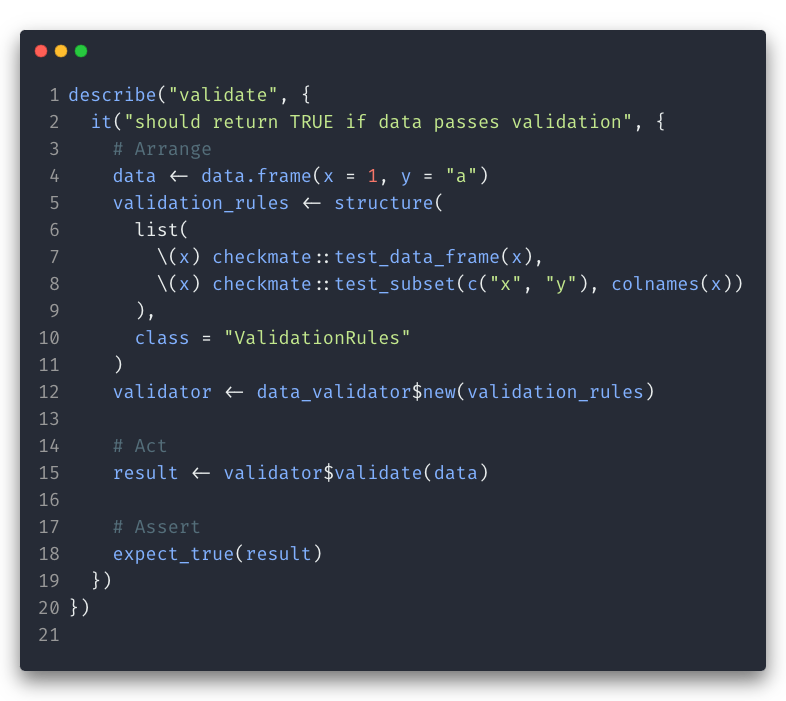 1 describe("validate", {
2   it("should return TRUE if data passes validation", {
3     # Arrange
4     data <- data.frame(x = 1, y = "a")
5     validation_rules <- structure(
6       list(
7         \(x) checkmate::test_data_frame(x),
8         \(x) checkmate::test_subset(c("x", "y"), colnames(x))
9       ),
10       class = "ValidationRules"
11     )
12     validator <- data_validator$new(validation_rules)
13
14     # Act
15     result <- validator$validate(data)
16
17     # Assert
18     expect_true(result)
19   })
20 })
21